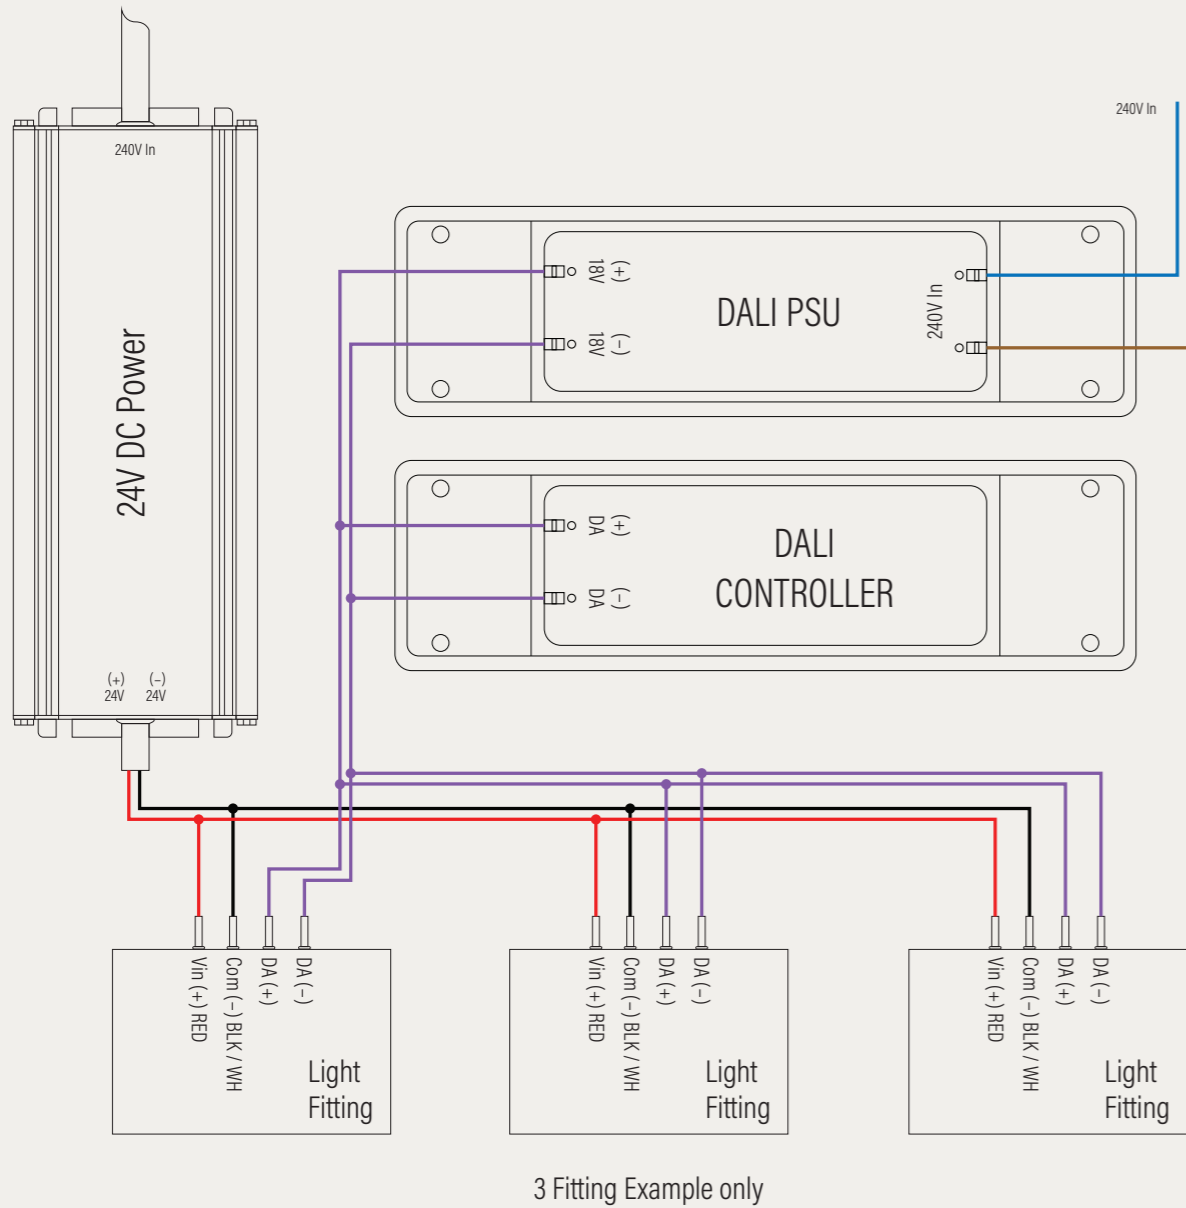 240V In
24V DC Power
(+) (−)
24V 24V
240V In
18V (+)
18V (−)
DALI PSU
240V In
DA (+)
DA (−)
DALI
CONTROLLER
Vin (+) RED
Com (−) BLK / WH
DA (+)
DA (−)
Light
Fitting
Vin (+) RED
Com (−) BLK / WH
DA (+)
DA (−)
Light
Fitting
Vin (+) RED
Com (−) BLK / WH
DA (+)
DA (−)
Light
Fitting
3 Fitting Example only